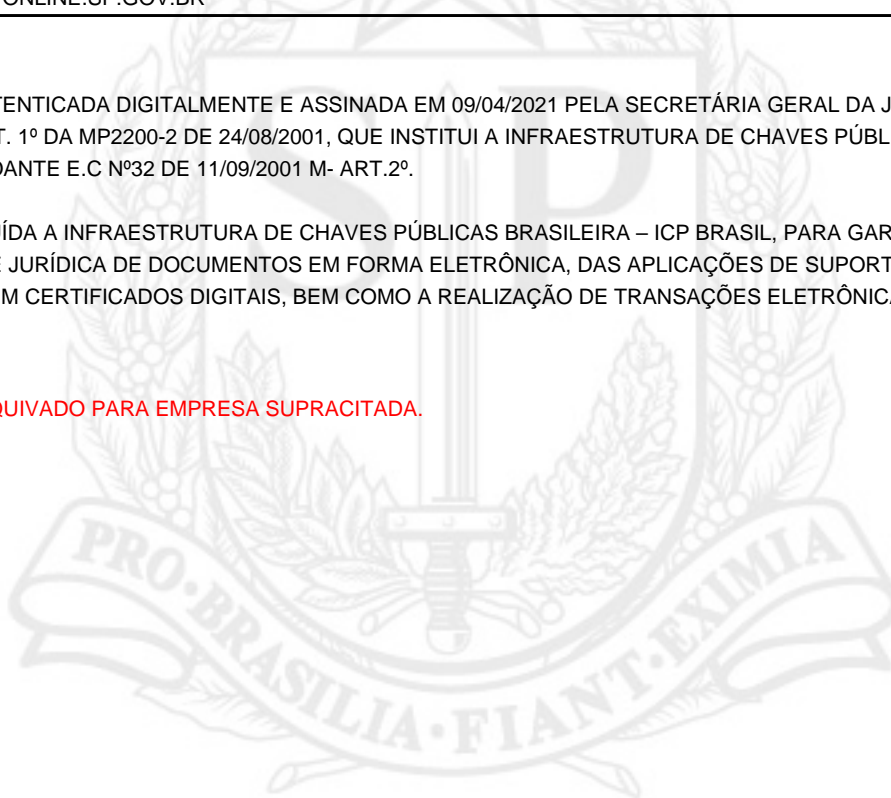 ONLINE.SP.GOV.BR
TENTICADA DIGITALMENTE E ASSINADA EM 09/04/2021 PELA SECRETÁRIA GERAL DA J
T. 1º DA MP2200-2 DE 24/08/2001, QUE INSTITUI A INFRAESTRUTURA DE CHAVES PÚBL
DANTE E.C Nº32 DE 11/09/2001 M- ART.2º.
ÍDA A INFRAESTRUTURA DE CHAVES PÚBLICAS BRASILEIRA – ICP BRASIL, PARA GAR
E JURÍDICA DE DOCUMENTOS EM FORMA ELETRÔNICA, DAS APLICAÇÕES DE SUPORT
M CERTIFICADOS DIGITAIS, BEM COMO A REALIZAÇÃO DE TRANSAÇÕES ELETRÔNICA
QUIVADO PARA EMPRESA SUPRACITADA.
SP
PRO·BRASILIA·FIANT·EXIMIA